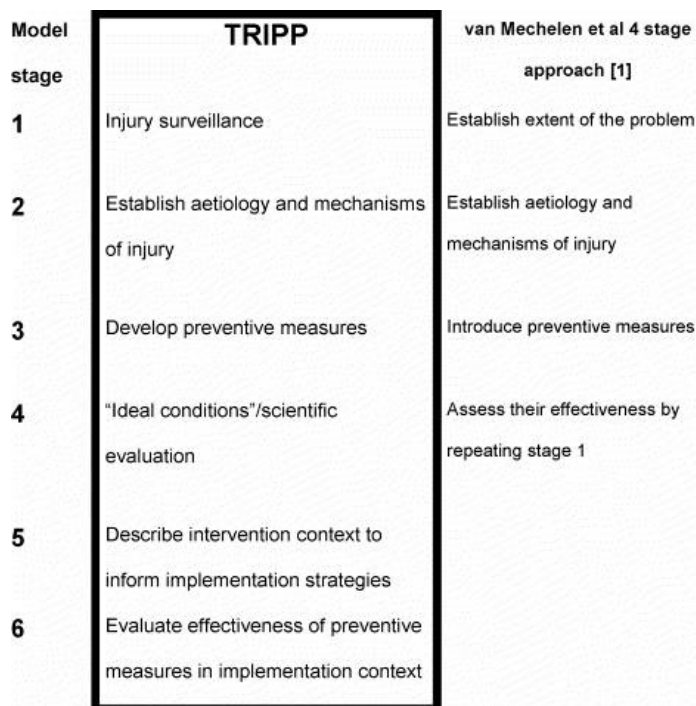 Model stage
TRIPP
van Mechelen et al 4 stage
approach [1]
1
Injury surveillance
Establish extent of the problem
2
Establish aetiology and mechanisms
of injury
Establish aetiology and
mechanisms of injury
3
Develop preventive measures
Introduce preventive measures
4
“Ideal conditions”/scientific
evaluation
Assess their effectiveness by
repeating stage 1
5
Describe intervention context to
inform implementation strategies
6
Evaluate effectiveness of preventive
measures in implementation context